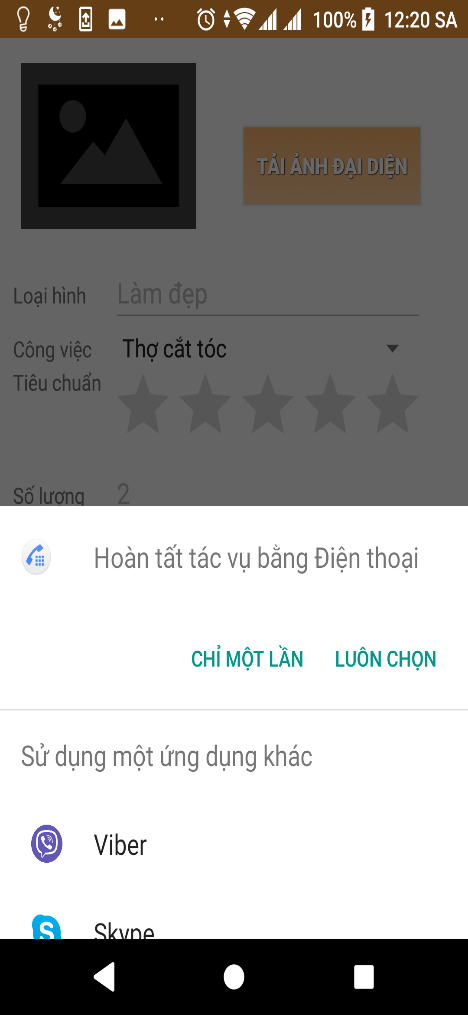 100% 12:20 SA
TẢI ẢNH ĐẠI DIỆN
Loại hình Làm đẹp
Công việc Thợ cắt tóc
Tiêu chuẩn
Số lượng 2
Hoàn tất tác vụ bằng Điện thoại
CHỈ MỘT LẦN LUÔN CHỌN
Sử dụng một ứng dụng khác
Viber
Skype